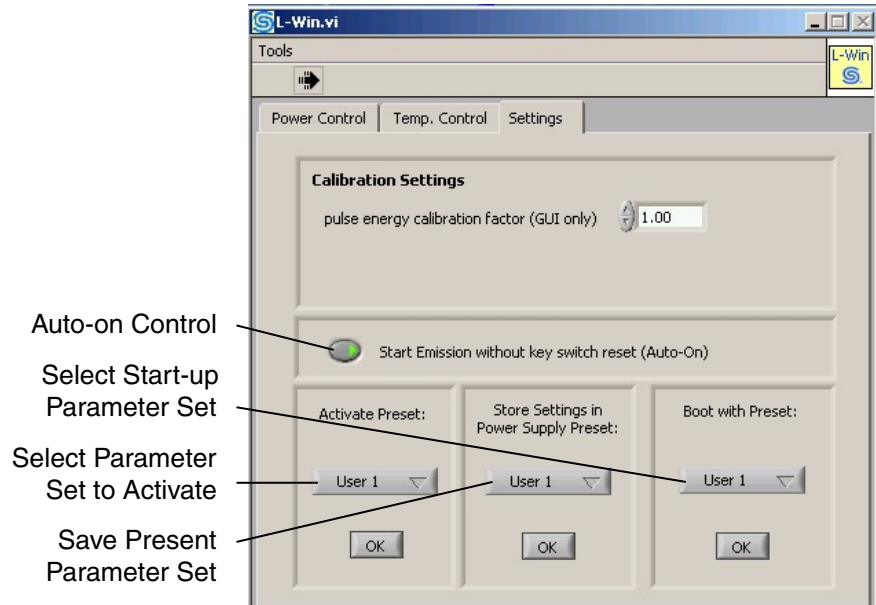 L-Win.vi
Tools
L-Win
Power Control
Temp. Control
Settings
Calibration Settings
pulse energy calibration factor (GUI only)
1.00
Auto-on Control
Start Emission without key switch reset (Auto-On)
Select Start-up
Parameter Set
Select Parameter
Set to Activate
Save Present
Parameter Set
Activate Preset:
User 1
OK
Store Settings in
Power Supply Preset:
User 1
OK
Boot with Preset:
User 1
OK